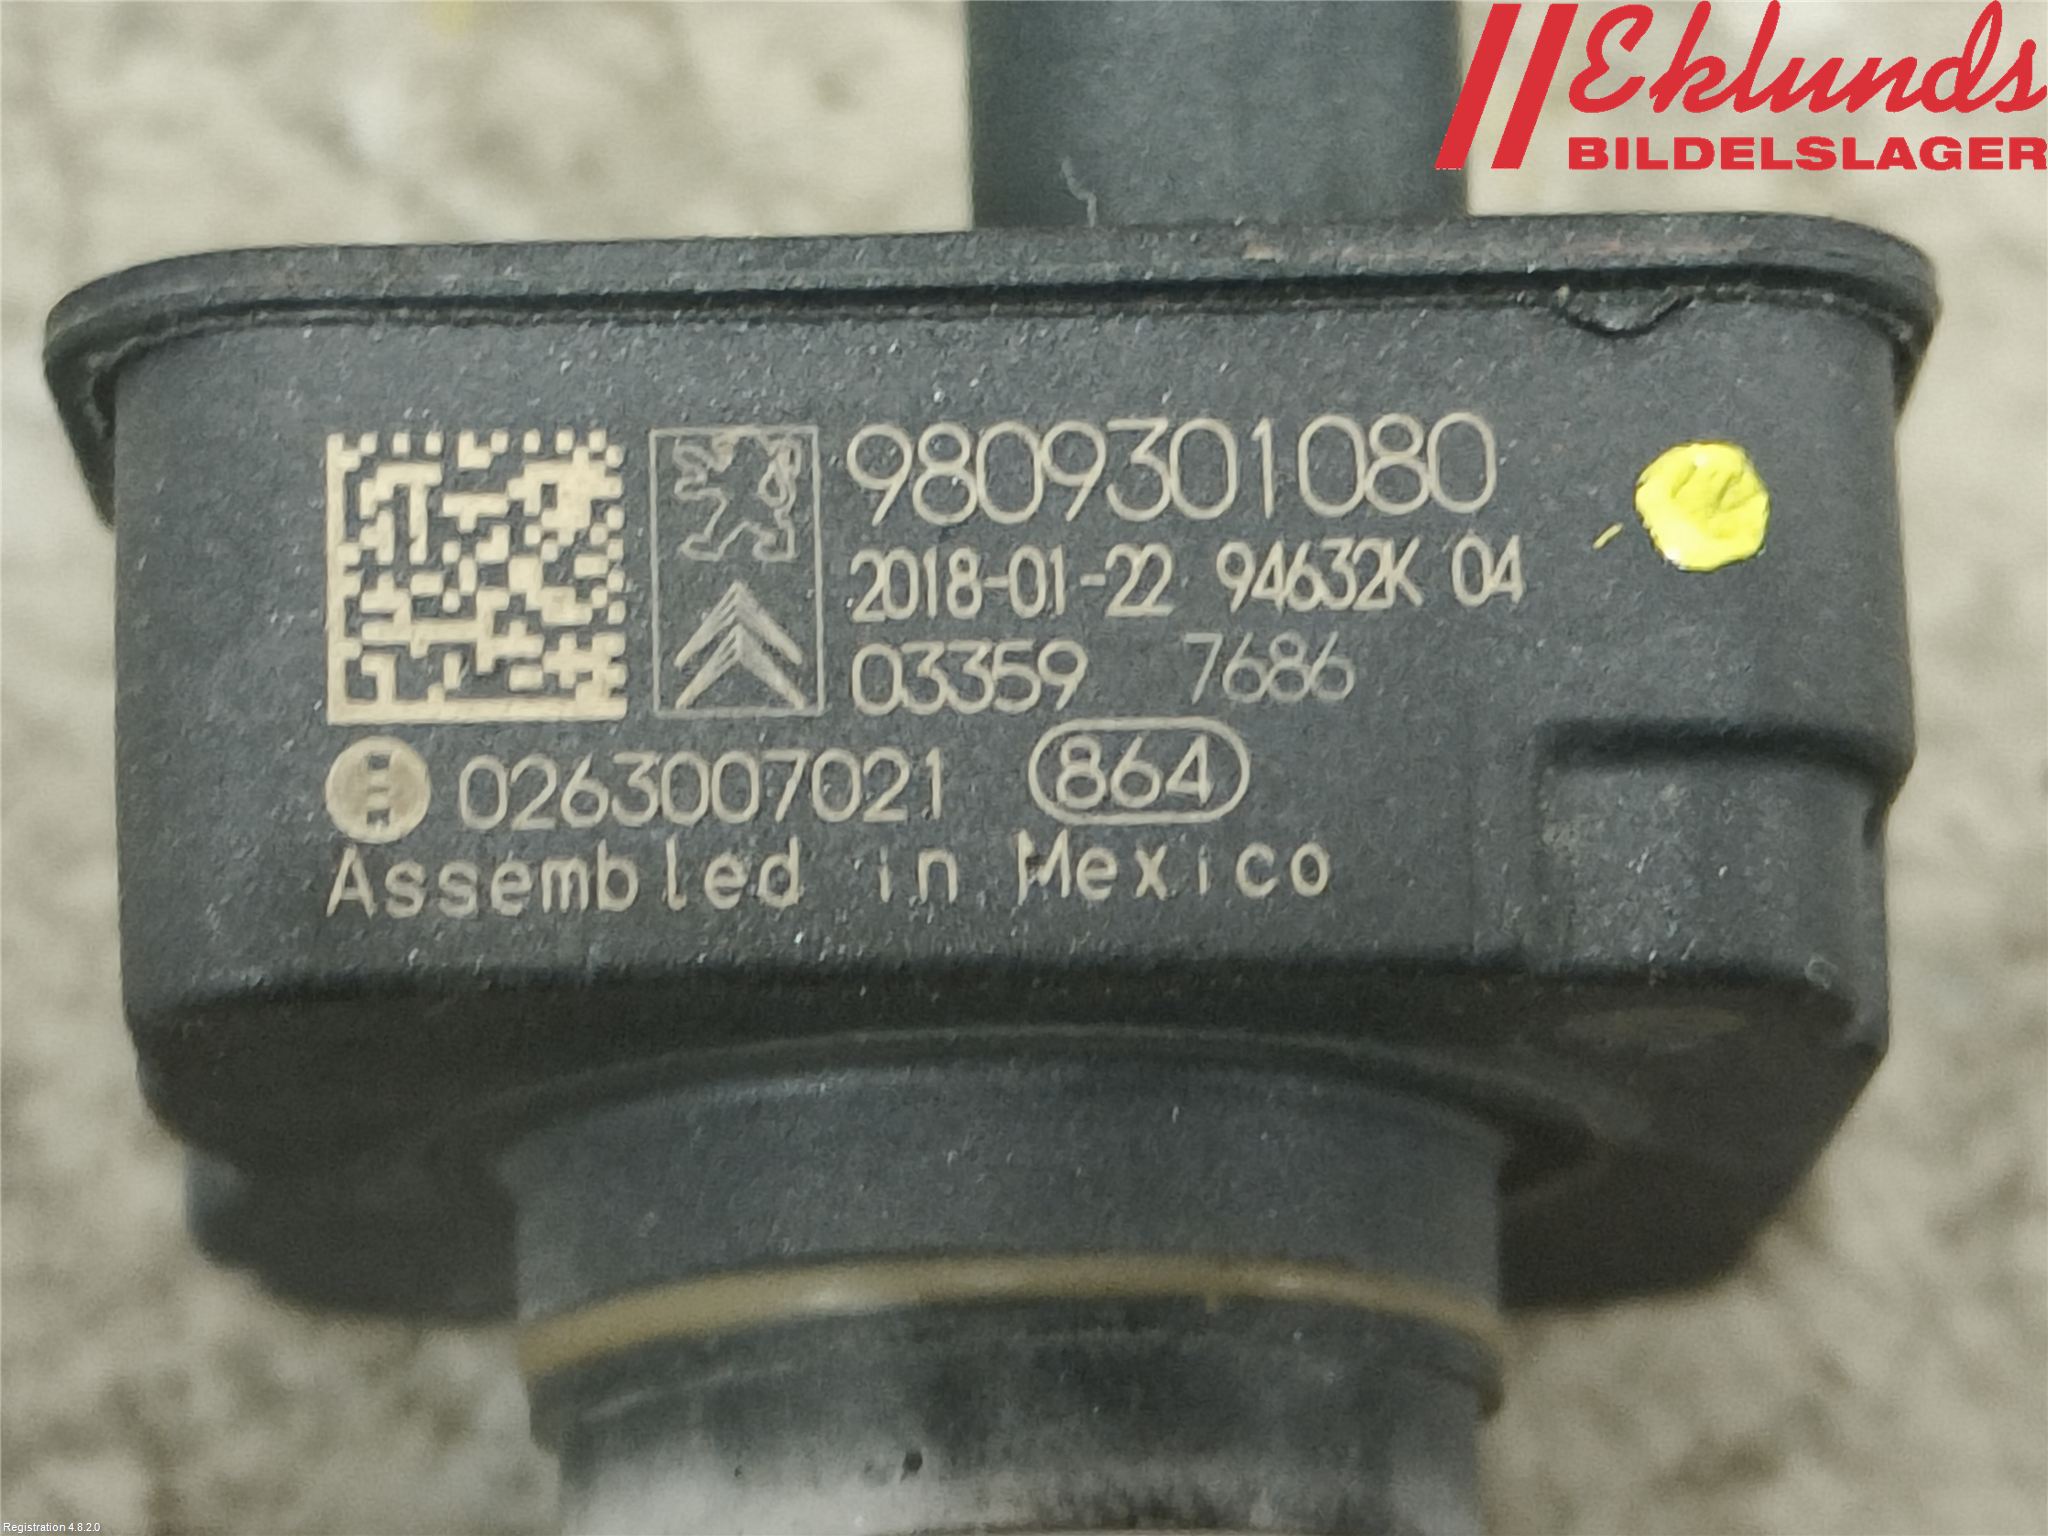 Eklunds
BILDELSLAGER
9809301080
2018-01-22 94632K 04
03359 7686
0263007021 864
Assembled in Mexico
Registration 4.8.2.0